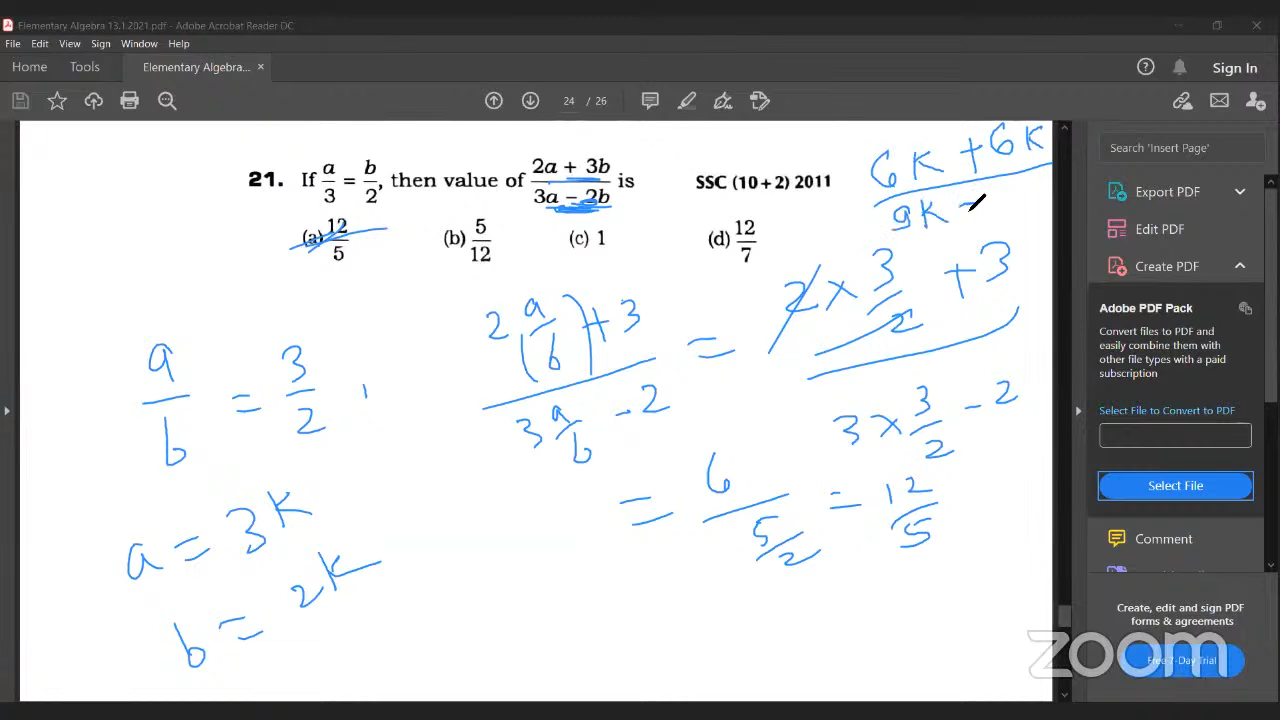 Elementary Algebra 13.1.2021.pdf - Adobe Acrobat Reader DC
File Edit View Sign Window Help
Home Tools Elementary Algebra... × Sign In
24 / 26
21. If a/3 = b/2, then value of (2a + 3b)/(3a − 2b) is SSC (10 + 2) 2011
(a) 12/5 (b) 5/12 (c) 1 (d) 12/7
6K + 6K
9K −
a/b = 3/2
(2(a/b) + 3)/(3 a/b - 2) = (2 × 3/2 + 3)/(3 × 3/2 - 2)
= 6/(5/2) = 12/5
a = 3K
b = 2K
Search 'Insert Page'
Export PDF
Edit PDF
Create PDF
Adobe PDF Pack
Convert files to PDF and
easily combine them with
other file types with a paid
subscription
Select File to Convert to PDF
Select File
Comment
Create, edit and sign PDF
forms & agreements
Free 7-Day Trial
zoom